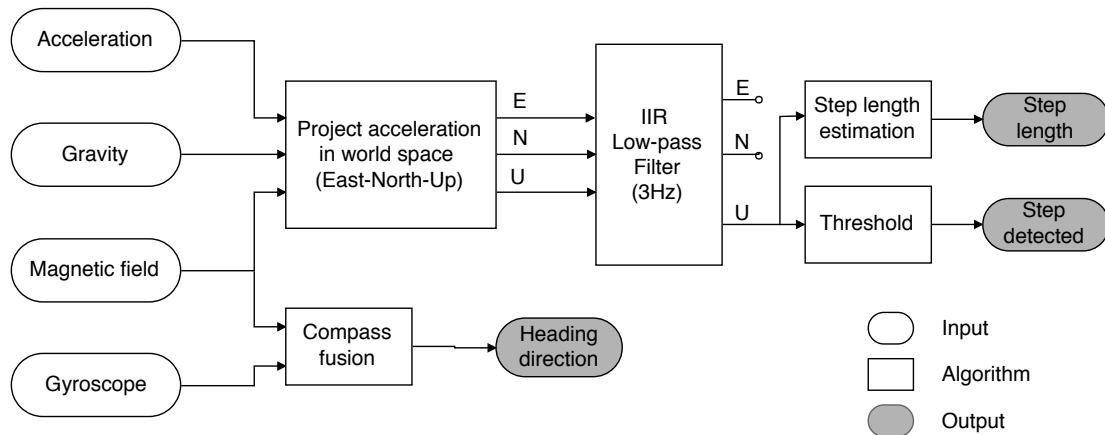 Acceleration
Gravity
Magnetic field
Gyroscope
Project acceleration
in world space
(East-North-Up)
E
N
U
IIR
Low-pass
Filter
(3Hz)
E
N
U
Step length
estimation
Step
length
Threshold
Step
detected
Compass
fusion
Heading
direction
Input
Algorithm
Output